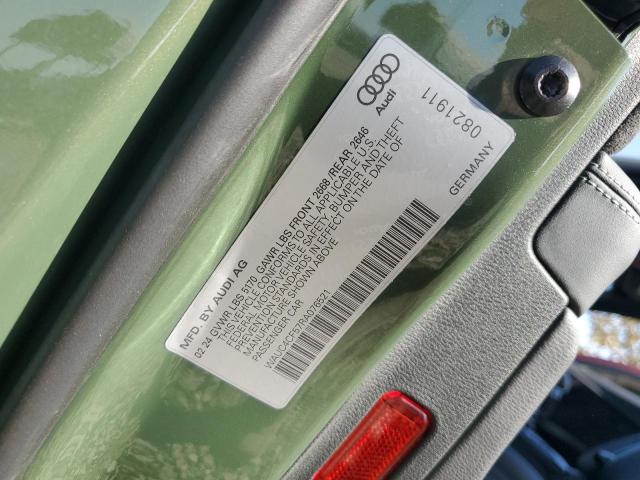 Audi
0821911
MFD. BY AUDI AG
02 24 GVWR LBS 5170 GAWR LBS FRONT 2668 /REAR 2646
THIS VEHICLE CONFORMS TO ALL APPLICABLE U.S.
FEDERAL MOTOR VEHICLE SAFETY, BUMPER AND THEFT
PREVENTION STANDARDS IN EFFECT ON THE DATE OF
MANUFACTURE SHOWN ABOVE
PASSENGER CAR
GERMANY